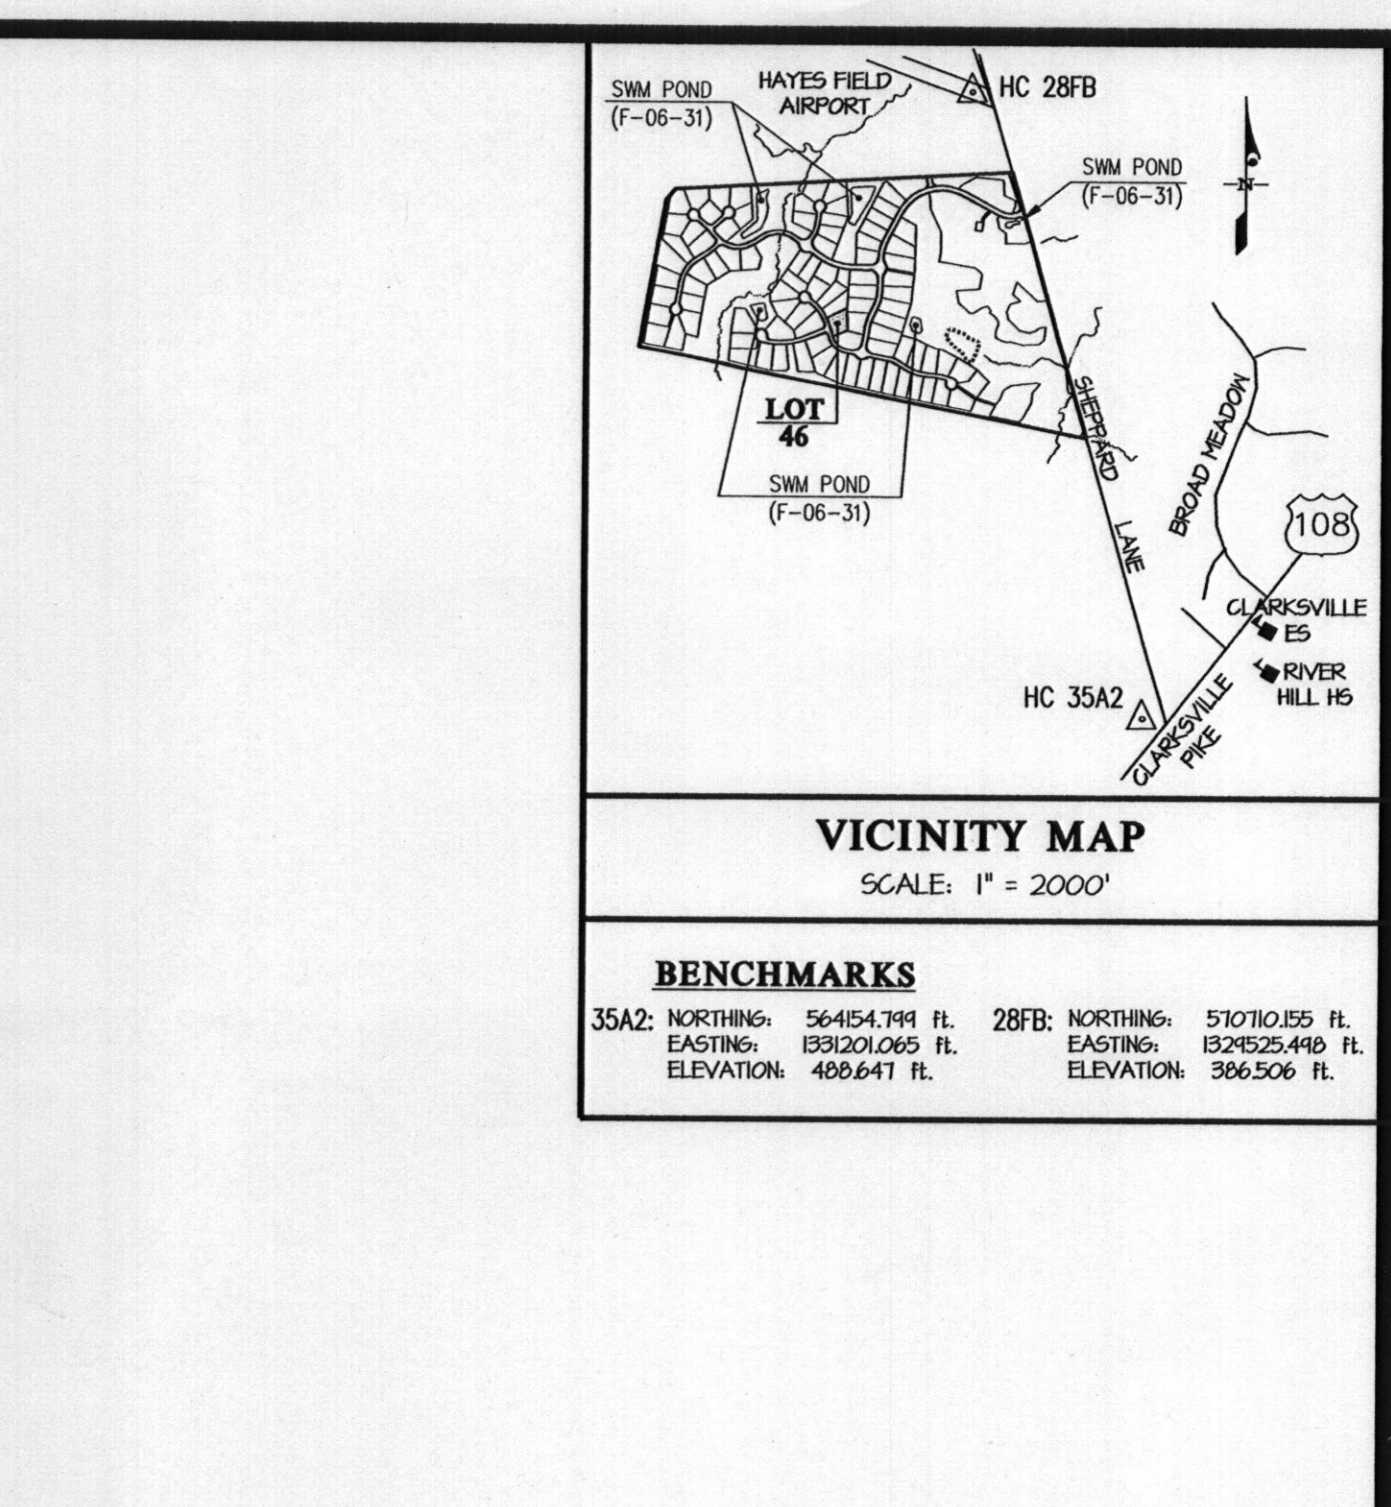 HAYES FIELD
AIRPORT
SWM POND
(F-06-31)
HC 28FB
SWM POND
(F-06-31)
N
LOT
46
SWM POND
(F-06-31)
SHEPPARD
LANE
BROAD MEADOW
108
CLARKSVILLE
ES
RIVER
HILL HS
HC 35A2
CLARKSVILLE
PIKE
VICINITY MAP
SCALE: 1" = 2000'
BENCHMARKS
35A2: NORTHING: 564154.799 ft.
EASTING: 1331201.065 ft.
ELEVATION: 488.647 ft.
28FB: NORTHING: 570710.155 ft.
EASTING: 1329525.498 ft.
ELEVATION: 386.506 ft.